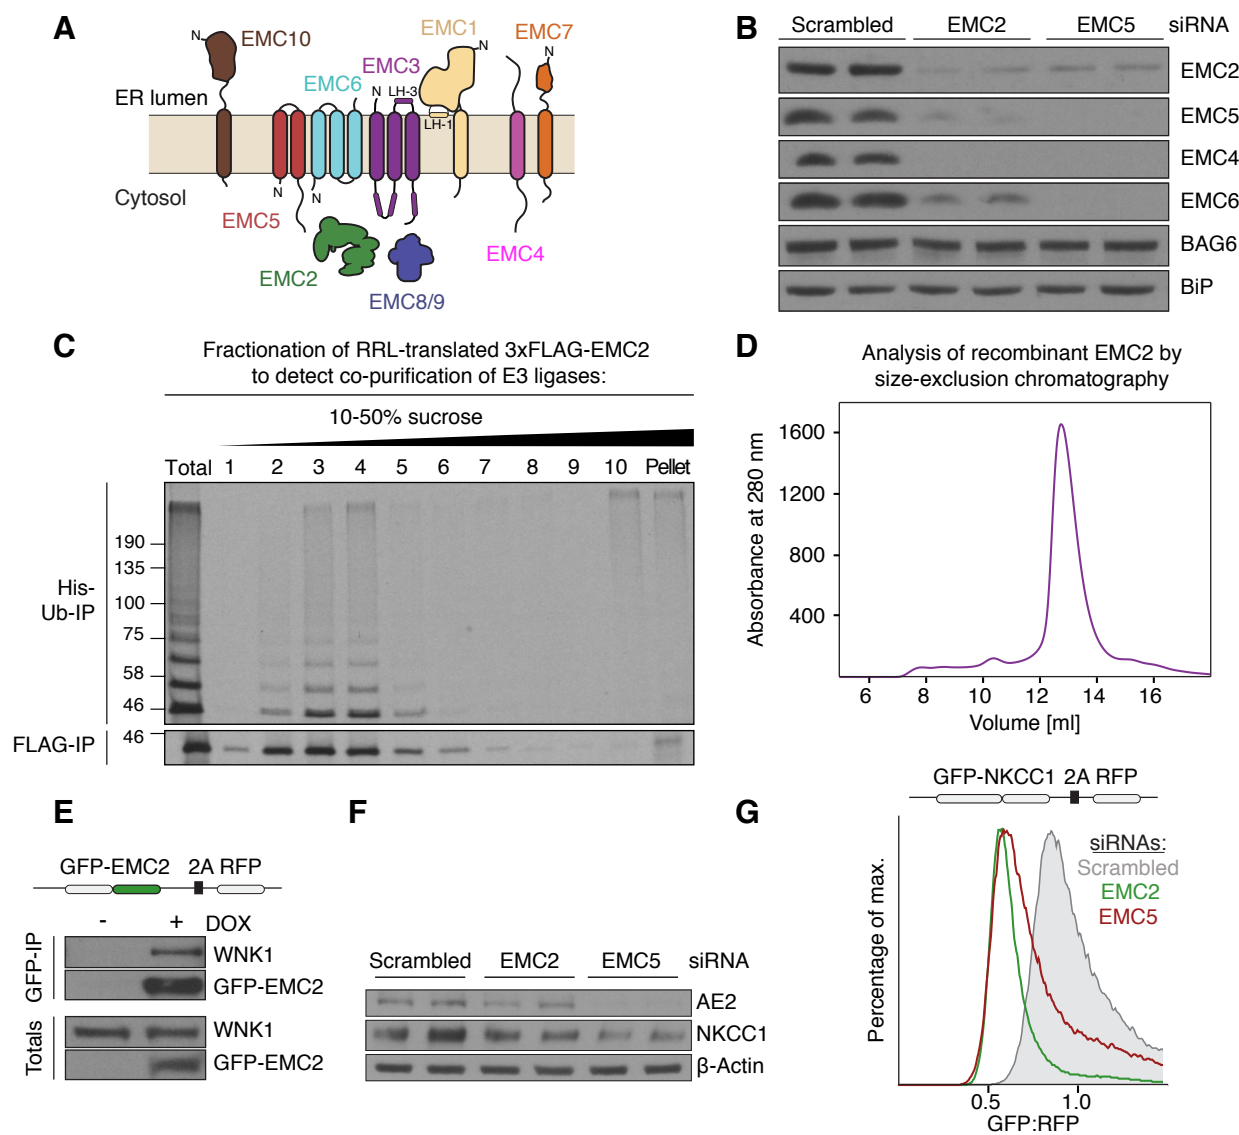 A
EMC10
N
EMC1
N
EMC7
N
EMC3
EMC6
N
LH-3
LH-1
ER lumen
Cytosol
N
N
EMC5
EMC2
EMC8/9
EMC4
B
Scrambled EMC2 EMC5 siRNA
EMC2
EMC5
EMC4
EMC6
BAG6
BiP
C
Fractionation of RRL-translated 3xFLAG-EMC2
to detect co-purification of E3 ligases:
10-50% sucrose
Total 1 2 3 4 5 6 7 8 9 10 Pellet
190
135
100
75
58
46
His-
Ub-IP
46
FLAG-IP
D
Analysis of recombinant EMC2 by
size-exclusion chromatography
Absorbance at 280 nm
1600
1200
800
400
6 8 10 12 14 16
Volume [ml]
E
GFP-EMC2 2A RFP
- + DOX
GFP-IP
WNK1
GFP-EMC2
Totals
WNK1
GFP-EMC2
F
Scrambled EMC2 EMC5 siRNA
AE2
NKCC1
β-Actin
G
GFP-NKCC1 2A RFP
siRNAs:
Scrambled
EMC2
EMC5
Percentage of max.
0.5 1.0
GFP:RFP